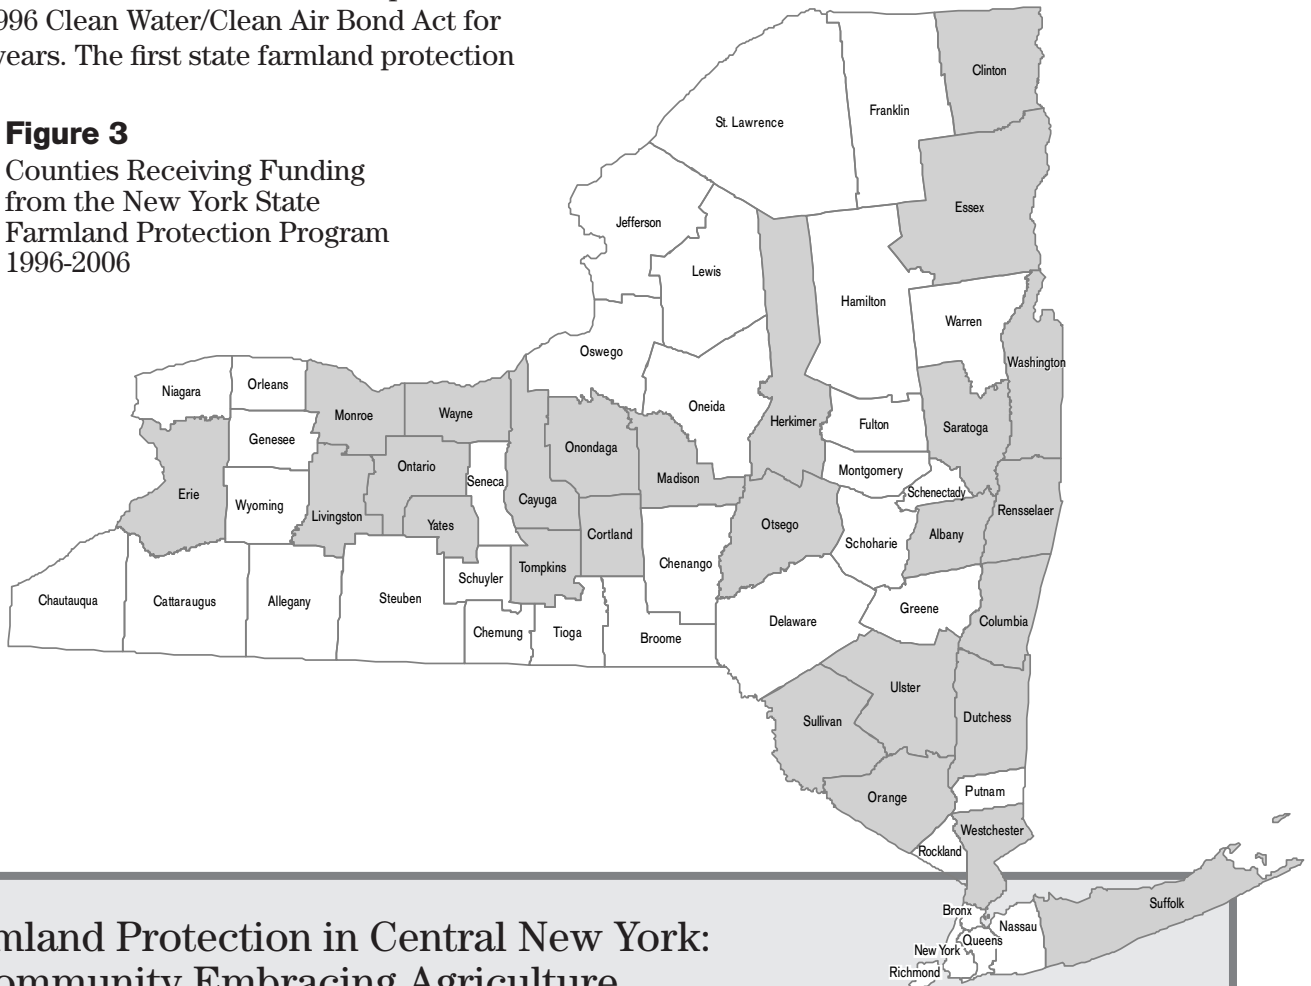 996 Clean Water/Clean Air Bond Act for
years. The first state farmland protection
Figure 3
Counties Receiving Funding
from the New York State
Farmland Protection Program
1996-2006
Clinton
Franklin
St. Lawrence
Essex
Jefferson
Lewis
Hamilton
Warren
Oswego
Washington
Niagara
Orleans
Monroe
Wayne
Oneida
Herkimer
Fulton
Saratoga
Genesee
Onondaga
Ontario
Montgomery
Seneca
Madison
Schenectady
Erie
Wyoming
Cayuga
Livingston
Yates
Otsego
Rensselaer
Cortland
Albany
Schoharie
Chenango
Tompkins
Schuyler
Chautauqua
Cattaraugus
Allegany
Steuben
Greene
Delaware
Columbia
Chemung
Tioga
Broome
Ulster
Sullivan
Dutchess
Orange
Putnam
Westchester
Rockland
Suffolk
Bronx
Nassau
Queens
New York
Richmond
mland Protection in Central New York:
ommunity Embracing Agriculture